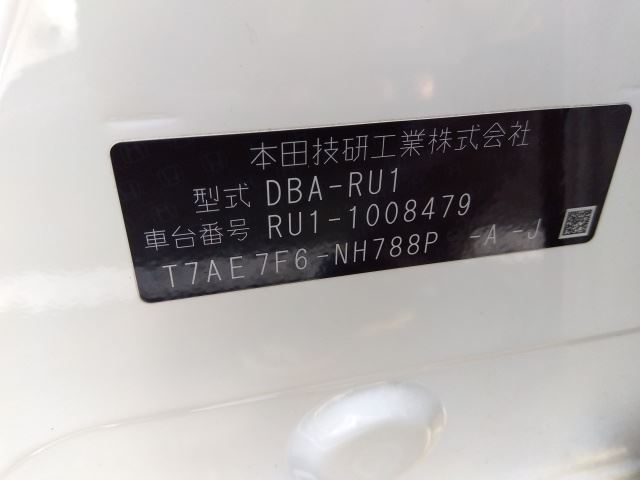 本田技研工業株式会社
型式 DBA-RU1
車台番号 RU1-1008479
T7AE7F6-NH788P -A -J